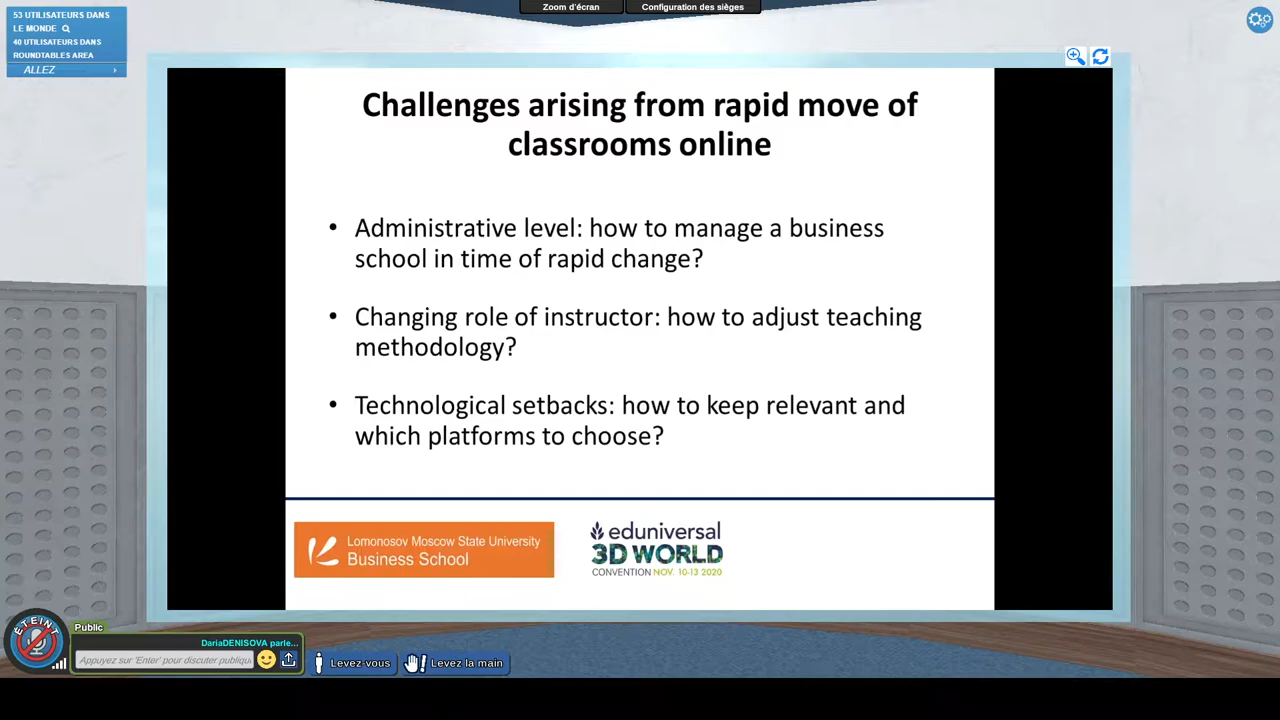 Zoom d'écran
Configuration des sièges
53 UTILISATEURS DANS
LE MONDE
40 UTILISATEURS DANS
ROUNDTABLES AREA
ALLEZ
Challenges arising from rapid move of
classrooms online
• Administrative level: how to manage a business
school in time of rapid change?
• Changing role of instructor: how to adjust teaching
methodology?
• Technological setbacks: how to keep relevant and
which platforms to choose?
Lomonosov Moscow State University
Business School
eduniversal
3D WORLD
CONVENTION NOV. 10-13 2020
ÉTEINT
Public
DariaDENISOVA parle...
Appuyez sur 'Enter' pour discuter publiqu
Levez-vous
Levez la main